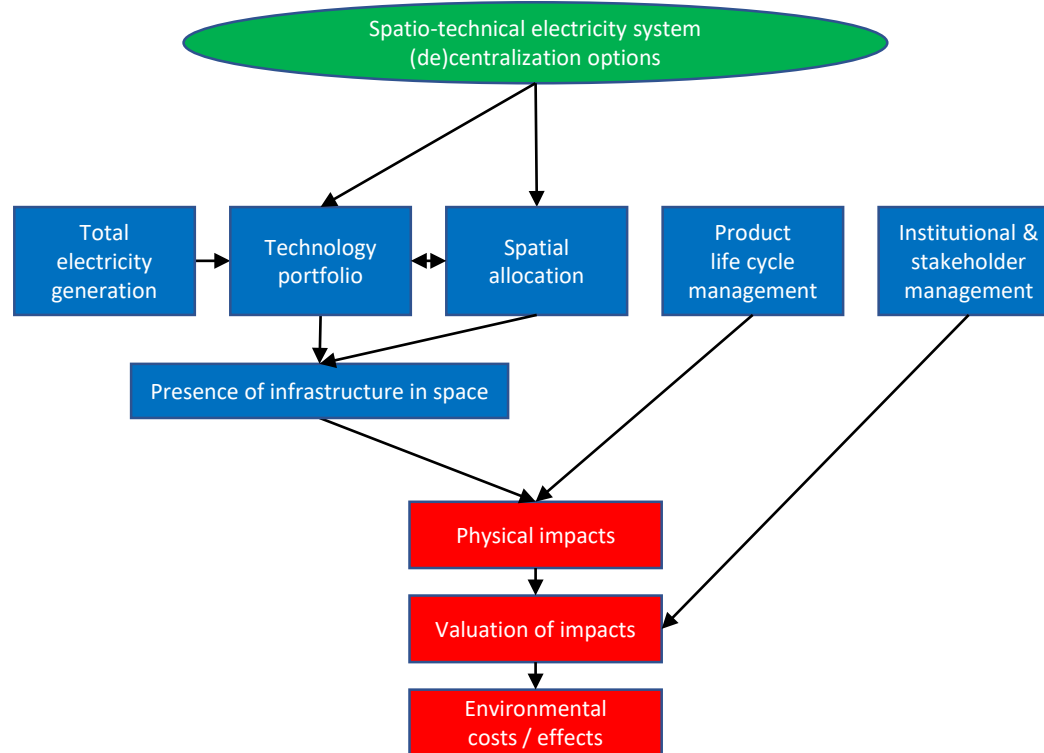 Spatio-technical electricity system
(de)centralization options
Total
electricity
generation
Technology
portfolio
Spatial
allocation
Product
life cycle
management
Institutional &
stakeholder
management
Presence of infrastructure in space
Physical impacts
Valuation of impacts
Environmental
costs / effects